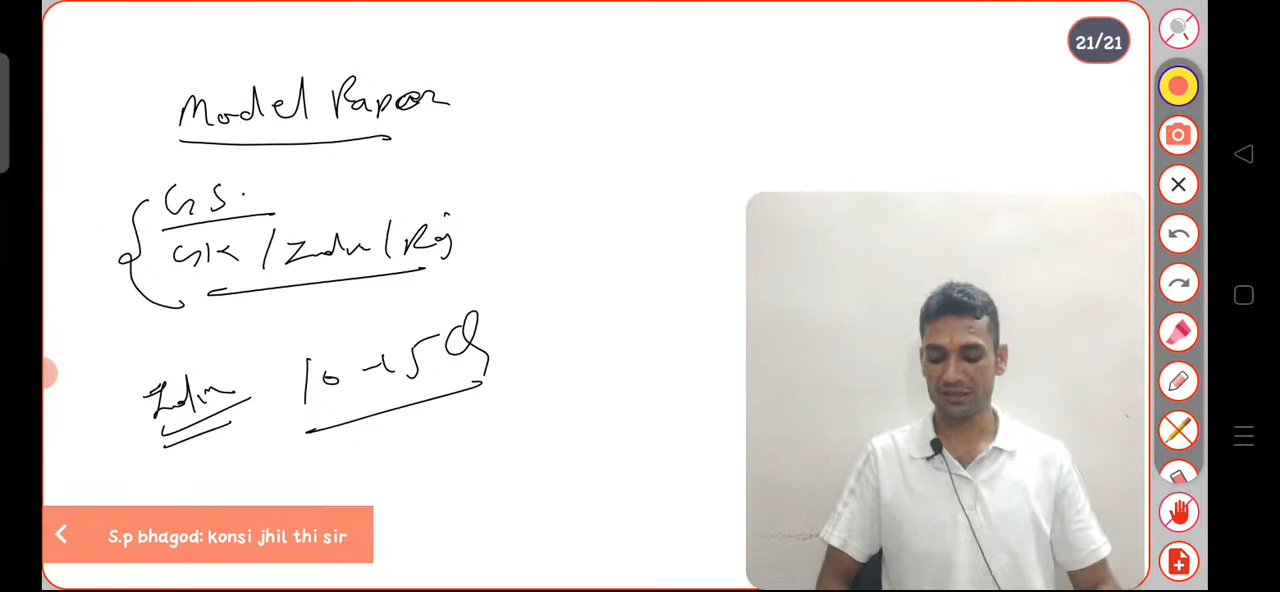 Model Paper
G S.
GK / India / Raj
India 10-15 Q
21/21
S.p bhagod: konsi jhil thi sir